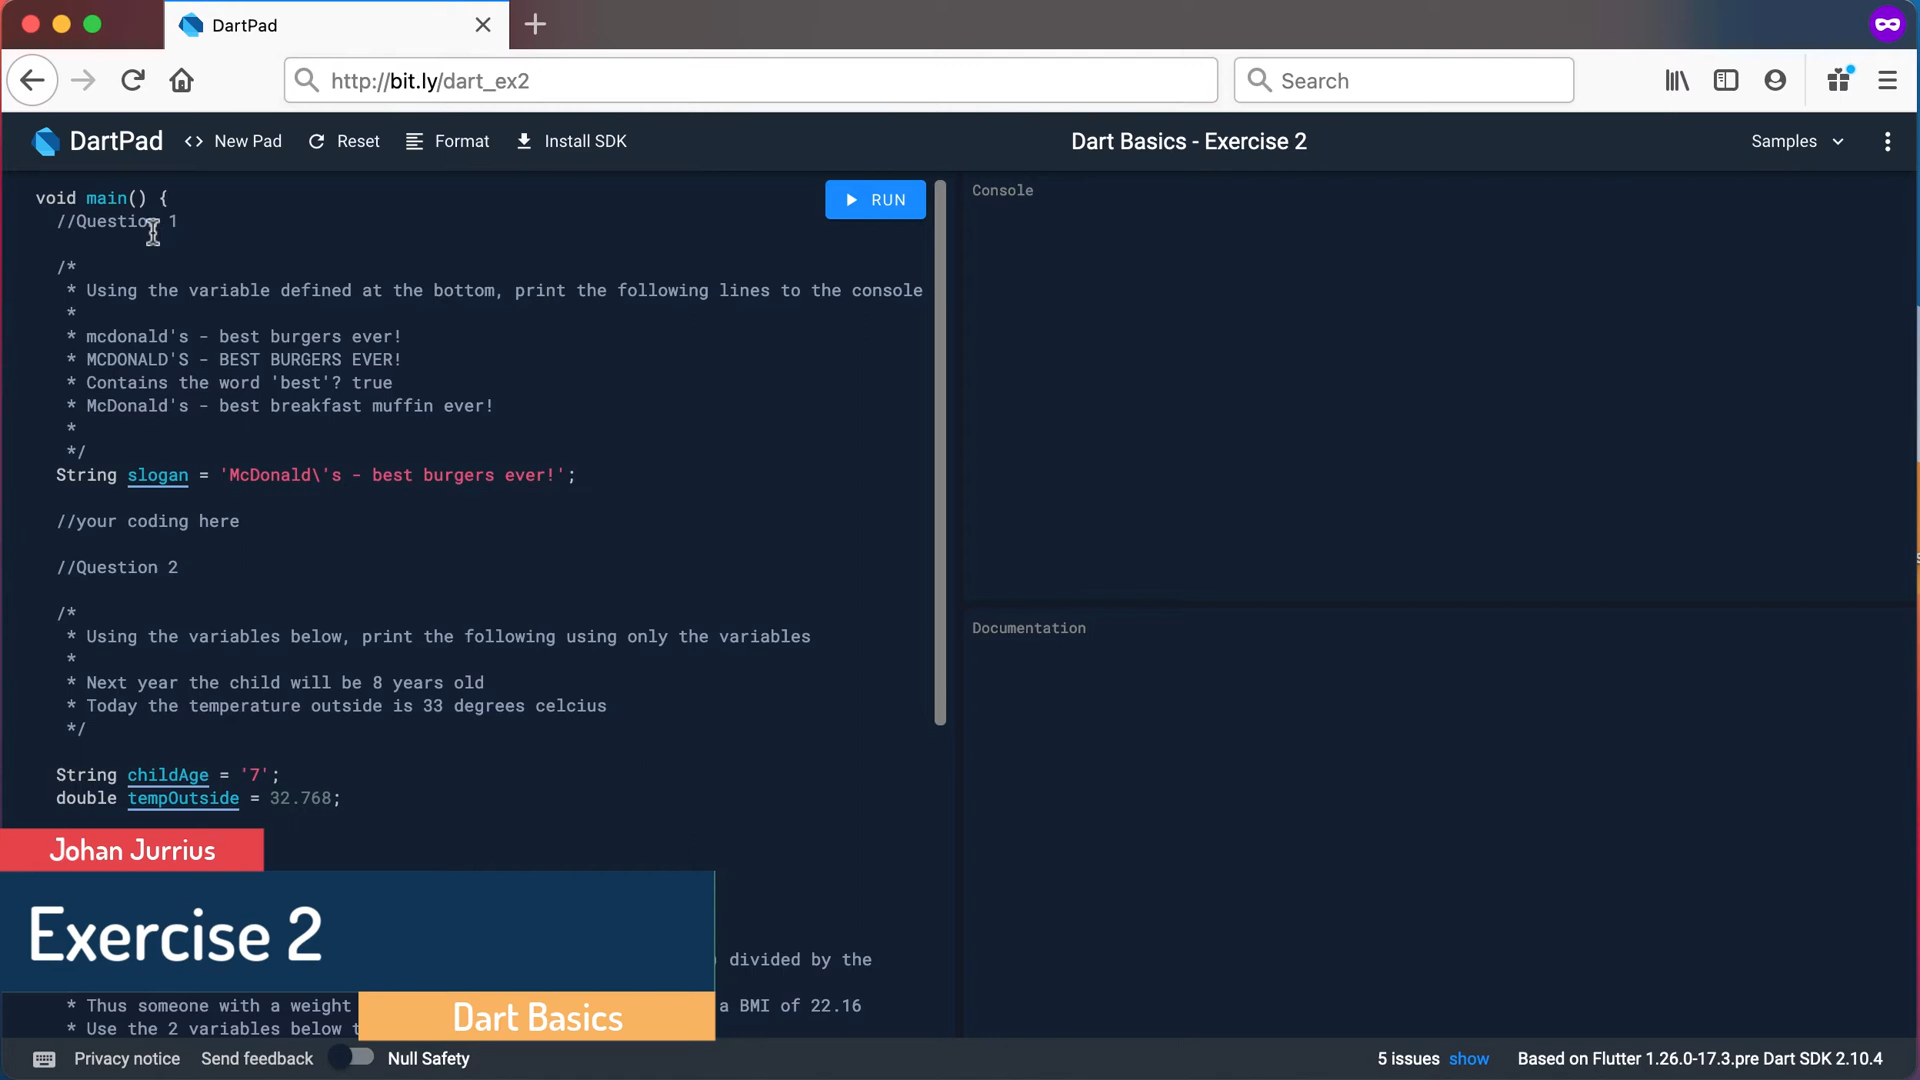 DartPad
http://bit.ly/dart_ex2
Search
DartPad
New Pad
Reset
Format
Install SDK
Dart Basics - Exercise 2
Samples
void main() {
//Question 1
/*
* Using the variable defined at the bottom, print the following lines to the console
*
* mcdonald's - best burgers ever!
* MCDONALD'S - BEST BURGERS EVER!
* Contains the word 'best'? true
* McDonald's - best breakfast muffin ever!
*
*/
String slogan = 'McDonald\'s - best burgers ever!';
//your coding here
//Question 2
/*
* Using the variables below, print the following using only the variables
*
* Next year the child will be 8 years old
* Today the temperature outside is 33 degrees celcius
*/
String childAge = '7';
double tempOutside = 32.768;
RUN
Console
Documentation
Johan Jurrius
Exercise 2
divided by the
* Thus someone with a weight
a BMI of 22.16
* Use the 2 variables below
Dart Basics
Privacy notice
Send feedback
Null Safety
5 issues show
Based on Flutter 1.26.0-17.3.pre Dart SDK 2.10.4